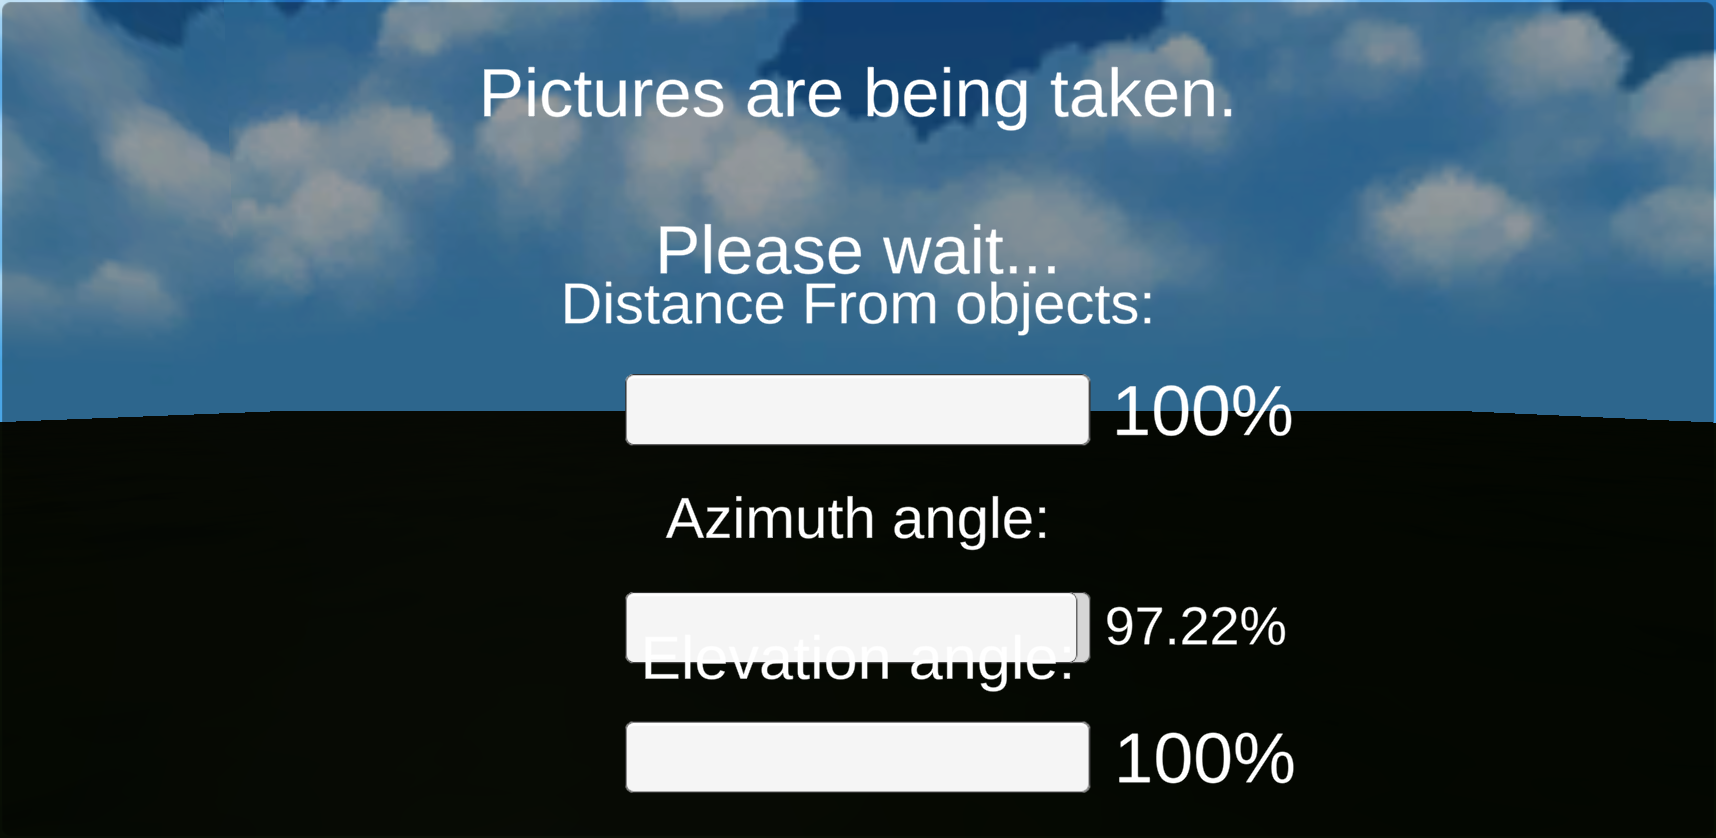 Pictures are being taken.
Please wait...
Distance From objects:
100%
Azimuth angle:
97.22%
Elevation angle:
100%